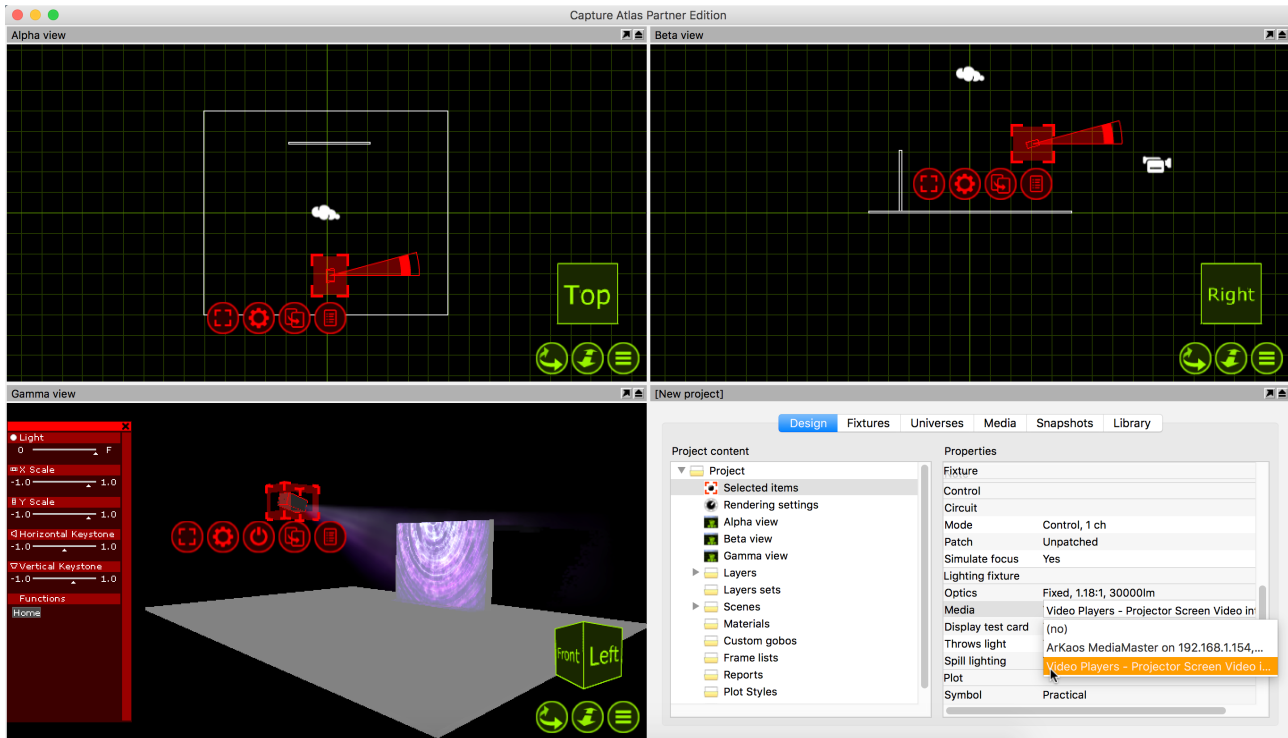 Capture Atlas Partner Edition
Alpha view
Top
Beta view
Right
Gamma view
Light
0 F
X Scale
-1.0 1.0
Y Scale
-1.0 1.0
Horizontal Keystone
-1.0 1.0
Vertical Keystone
-1.0 1.0
Functions
Home
Front Left
[New project]
Design Fixtures Universes Media Snapshots Library
Project content
Project
Selected items
Rendering settings
Alpha view
Beta view
Gamma view
Layers
Layers sets
Scenes
Materials
Custom gobos
Frame lists
Reports
Plot Styles
Properties
Fixture
Control
Circuit
Mode Control, 1 ch
Patch Unpatched
Simulate focus Yes
Lighting fixture
Optics Fixed, 1.18:1, 30000lm
Media Video Players - Projector Screen Video in
Display test card (no)
Throws light ArKaos MediaMaster on 192.168.1.154,...
Spill lighting Video Players - Projector Screen Video i...
Plot
Symbol Practical